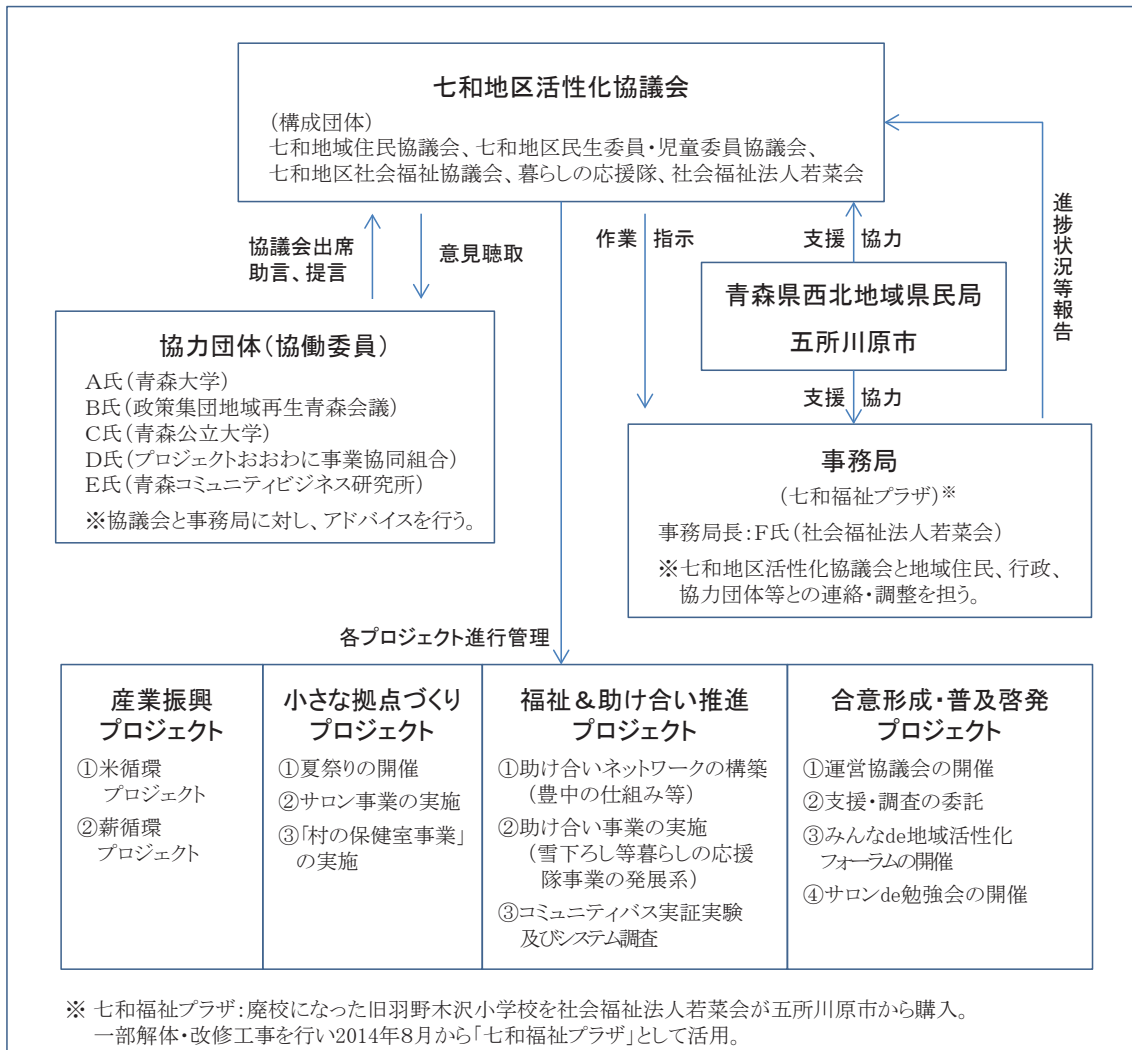 七和地区活性化協議会
(構成団体)
七和地域住民協議会、七和地区民生委員・児童委員協議会、
七和地区社会福祉協議会、暮らしの応援隊、社会福祉法人若菜会
協議会出席
助言、提言
意見聴取
作業 指示
支援 協力
進捗状況等報告
青森県西北地域県民局
五所川原市
支援 協力
協力団体(協働委員)
A氏(青森大学)
B氏(政策集団地域再生青森会議)
C氏(青森公立大学)
D氏(プロジェクトおおわに事業協同組合)
E氏(青森コミュニティビジネス研究所)
※協議会と事務局に対し、アドバイスを行う。
事務局
(七和福祉プラザ)※
事務局長:F氏(社会福祉法人若菜会)
※七和地区活性化協議会と地域住民、行政、
協力団体等との連絡・調整を担う。
各プロジェクト進行管理
産業振興
プロジェクト
①米循環
プロジェクト
②薪循環
プロジェクト
小さな拠点づくり
プロジェクト
①夏祭りの開催
②サロン事業の実施
③「村の保健室事業」
の実施
福祉&助け合い推進
プロジェクト
①助け合いネットワークの構築
(豊中の仕組み等)
②助け合い事業の実施
(雪下ろし等暮らしの応援
隊事業の発展系)
③コミュニティバス実証実験
及びシステム調査
合意形成・普及啓発
プロジェクト
①運営協議会の開催
②支援・調査の委託
③みんなde地域活性化
フォーラムの開催
④サロンde勉強会の開催
※ 七和福祉プラザ:廃校になった旧羽野木沢小学校を社会福祉法人若菜会が五所川原市から購入。
一部解体・改修工事を行い2014年8月から「七和福祉プラザ」として活用。